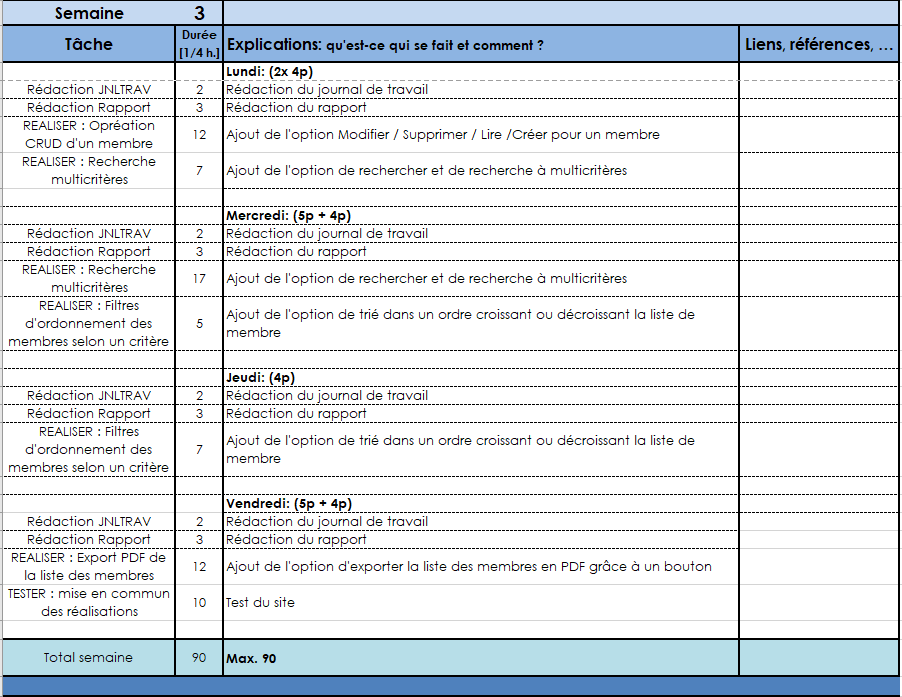 Semaine 3
Tâche Durée [1/4 h.] Explications: qu'est-ce qui se fait et comment ? Liens, références, …
Lundi: (2x 4p)
Rédaction JNLTRAV 2 Rédaction du journal de travail
Rédaction Rapport 3 Rédaction du rapport
REALISER : Opréation
CRUD d'un membre 12 Ajout de l'option Modifier / Supprimer / Lire /Créer pour un membre
REALISER : Recherche
multicritères 7 Ajout de l'option de rechercher et de recherche à multicritères
Mercredi: (5p + 4p)
Rédaction JNLTRAV 2 Rédaction du journal de travail
Rédaction Rapport 3 Rédaction du rapport
REALISER : Recherche
multicritères 17 Ajout de l'option de rechercher et de recherche à multicritères
REALISER : Filtres
d'ordonnement des
membres selon un critère 5 Ajout de l'option de trié dans un ordre croissant ou décroissant la liste de
membre
Jeudi: (4p)
Rédaction JNLTRAV 2 Rédaction du journal de travail
Rédaction Rapport 3 Rédaction du rapport
REALISER : Filtres
d'ordonnement des
membres selon un critère 7 Ajout de l'option de trié dans un ordre croissant ou décroissant la liste de
membre
Vendredi: (5p + 4p)
Rédaction JNLTRAV 2 Rédaction du journal de travail
Rédaction Rapport 3 Rédaction du rapport
REALISER : Export PDF de
la liste des membres 12 Ajout de l'option d'exporter la liste des membres en PDF grâce à un bouton
TESTER : mise en commun
des réalisations 10 Test du site
Total semaine 90 Max. 90